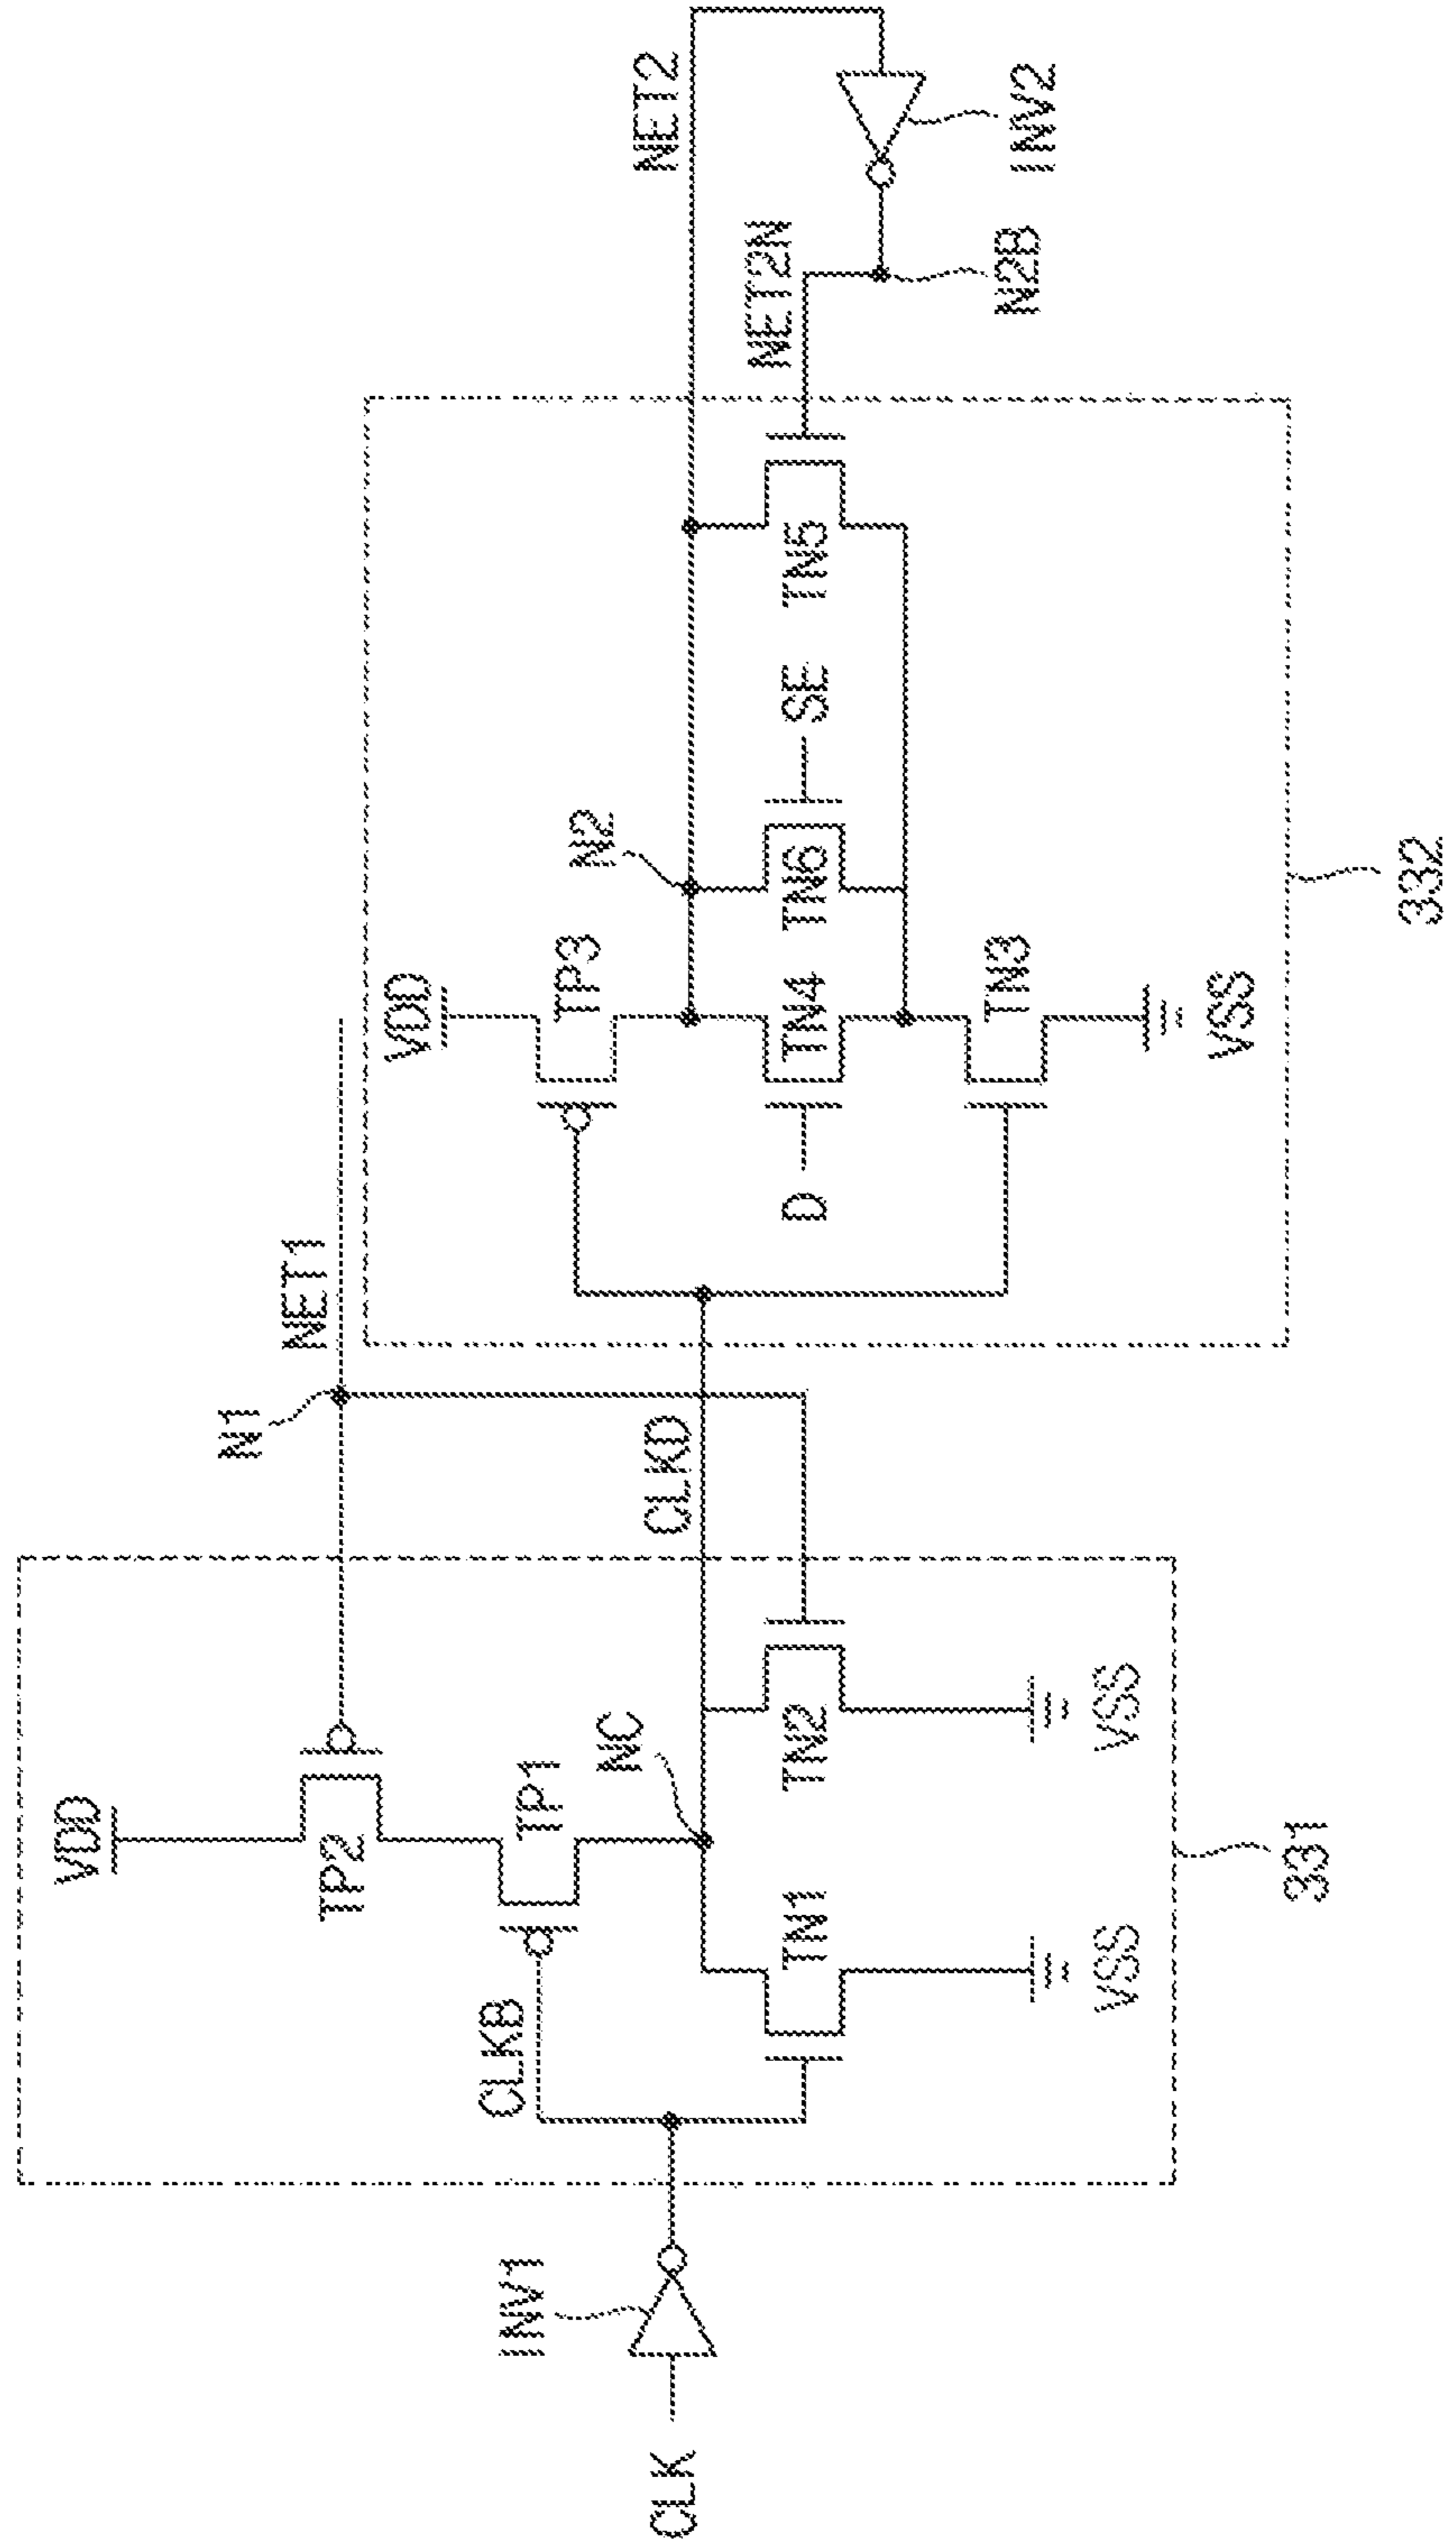 VDD
TP2
TP1
CLKB
INV1
CLK
TN1
VSS
NC
TN2
VSS
331
N1
NET1
CLKD
VDD
TP3
N2
D
TN4
TN6
SE
TN5
TN3
VSS
332
NET2
NET2N
INV2
N2B